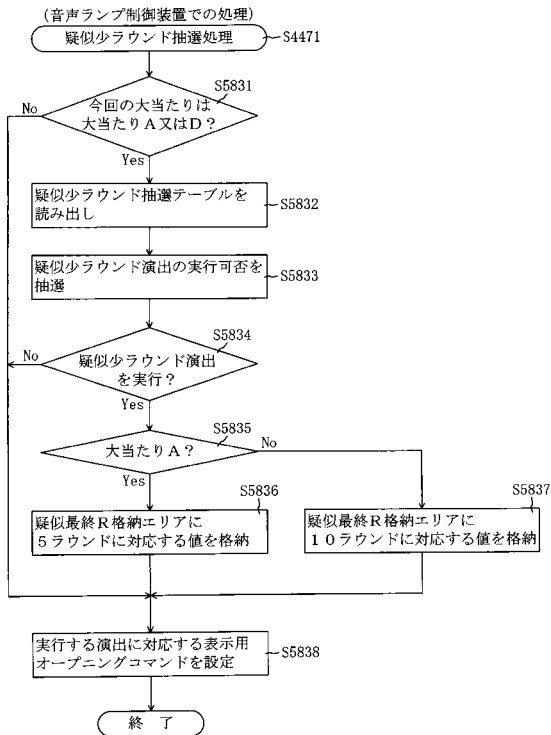 (音声ランプ制御装置での処理)
疑似少ラウンド抽選処理
S4471
S5831
今回の大当たりは
大当たりA又はD?
No
Yes
疑似少ラウンド抽選テーブルを
読み出し
S5832
疑似少ラウンド演出の実行可否を
抽選
S5833
S5834
疑似少ラウンド演出
を実行?
No
Yes
S5835
大当たりA?
No
Yes
S5836
疑似最終R格納エリアに
5ラウンドに対応する値を格納
S5837
疑似最終R格納エリアに
10ラウンドに対応する値を格納
実行する演出に対応する表示用
オープニングコマンドを設定
S5838
終 了